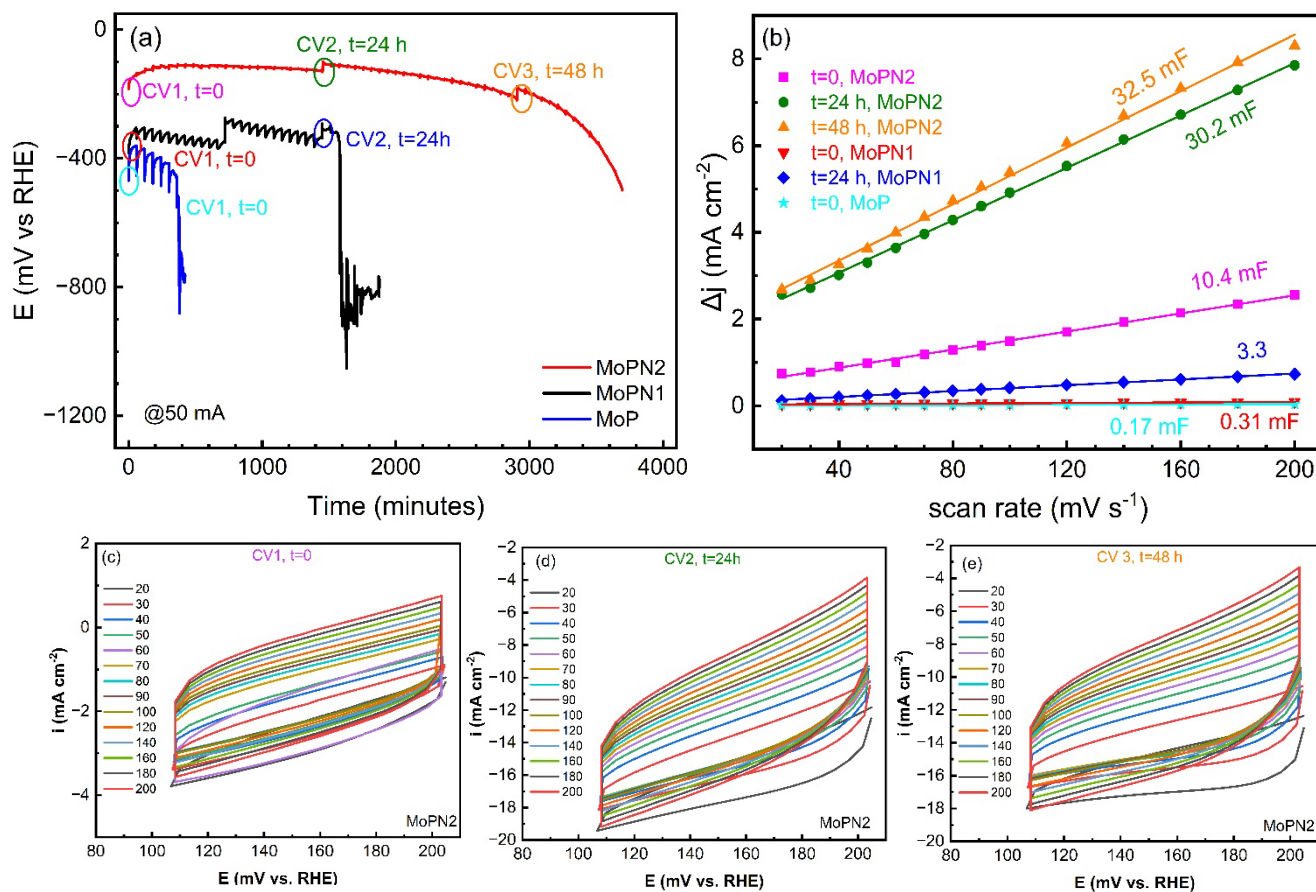 (a)
0
−400
−800
−1200
E (mV vs RHE)
CV1, t=0
CV2, t=24 h
CV3, t=48 h
CV1, t=0
CV2, t=24h
CV1, t=0
@50 mA
MoPN2
MoPN1
MoP
0 1000 2000 3000 4000
Time (minutes)
(b)
8
6
4
2
0
Δj (mA cm⁻²)
t=0, MoPN2
t=24 h, MoPN2
t=48 h, MoPN2
t=0, MoPN1
t=24 h, MoPN1
t=0, MoP
32.5 mF
30.2 mF
10.4 mF
3.3
0.17 mF
0.31 mF
40 80 120 160 200
scan rate (mV s⁻¹)
(c)
CV1, t=0
2
0
−2
−4
i (mA cm⁻²)
20
30
40
50
60
70
80
90
100
120
140
160
180
200
MoPN2
80 100 120 140 160 180 200
E (mV vs. RHE)
(d)
CV2, t=24h
−2
−4
−6
−8
−10
−12
−14
−16
−18
−20
i (mA cm⁻²)
20
30
40
50
60
70
80
90
100
120
140
160
180
200
MoPN2
80 100 120 140 160 180 200
E (mV vs. RHE)
(e)
CV 3, t=48 h
−2
−4
−6
−8
−10
−12
−14
−16
−18
−20
i (mA cm⁻²)
20
30
40
50
60
70
80
90
100
120
140
160
180
200
MoPN2
80 100 120 140 160 180 200
E (mV vs. RHE)